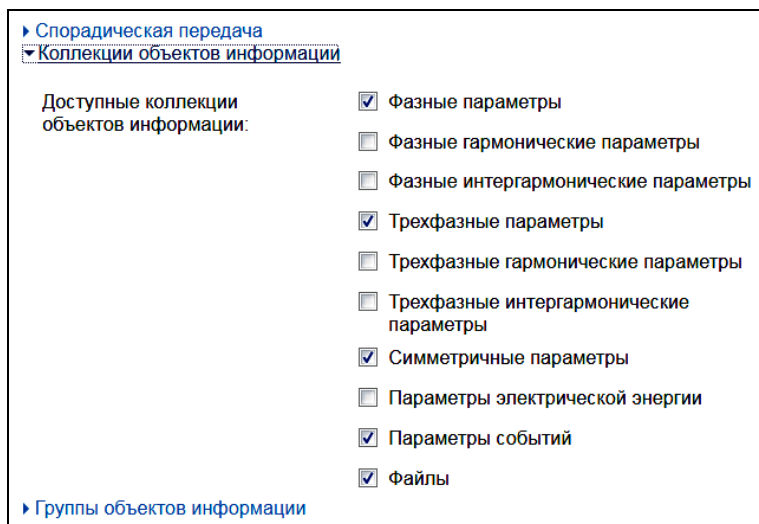 Спорадическая передача
Коллекции объектов информации
Доступные коллекции
объектов информации:
Фазные параметры
Фазные гармонические параметры
Фазные интергармонические параметры
Трехфазные параметры
Трехфазные гармонические параметры
Трехфазные интергармонические
параметры
Симметричные параметры
Параметры электрической энергии
Параметры событий
Файлы
Группы объектов информации